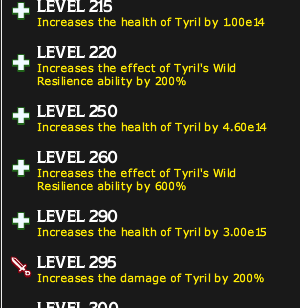 LEVEL 215
Increases the health of Tyril by 1.00e14
LEVEL 220
Increases the effect of Tyril's Wild
Resilience ability by 200%
LEVEL 250
Increases the health of Tyril by 4.60e14
LEVEL 260
Increases the effect of Tyril's Wild
Resilience ability by 600%
LEVEL 290
Increases the health of Tyril by 3.00e15
LEVEL 295
Increases the damage of Tyril by 200%
LEVEL 300